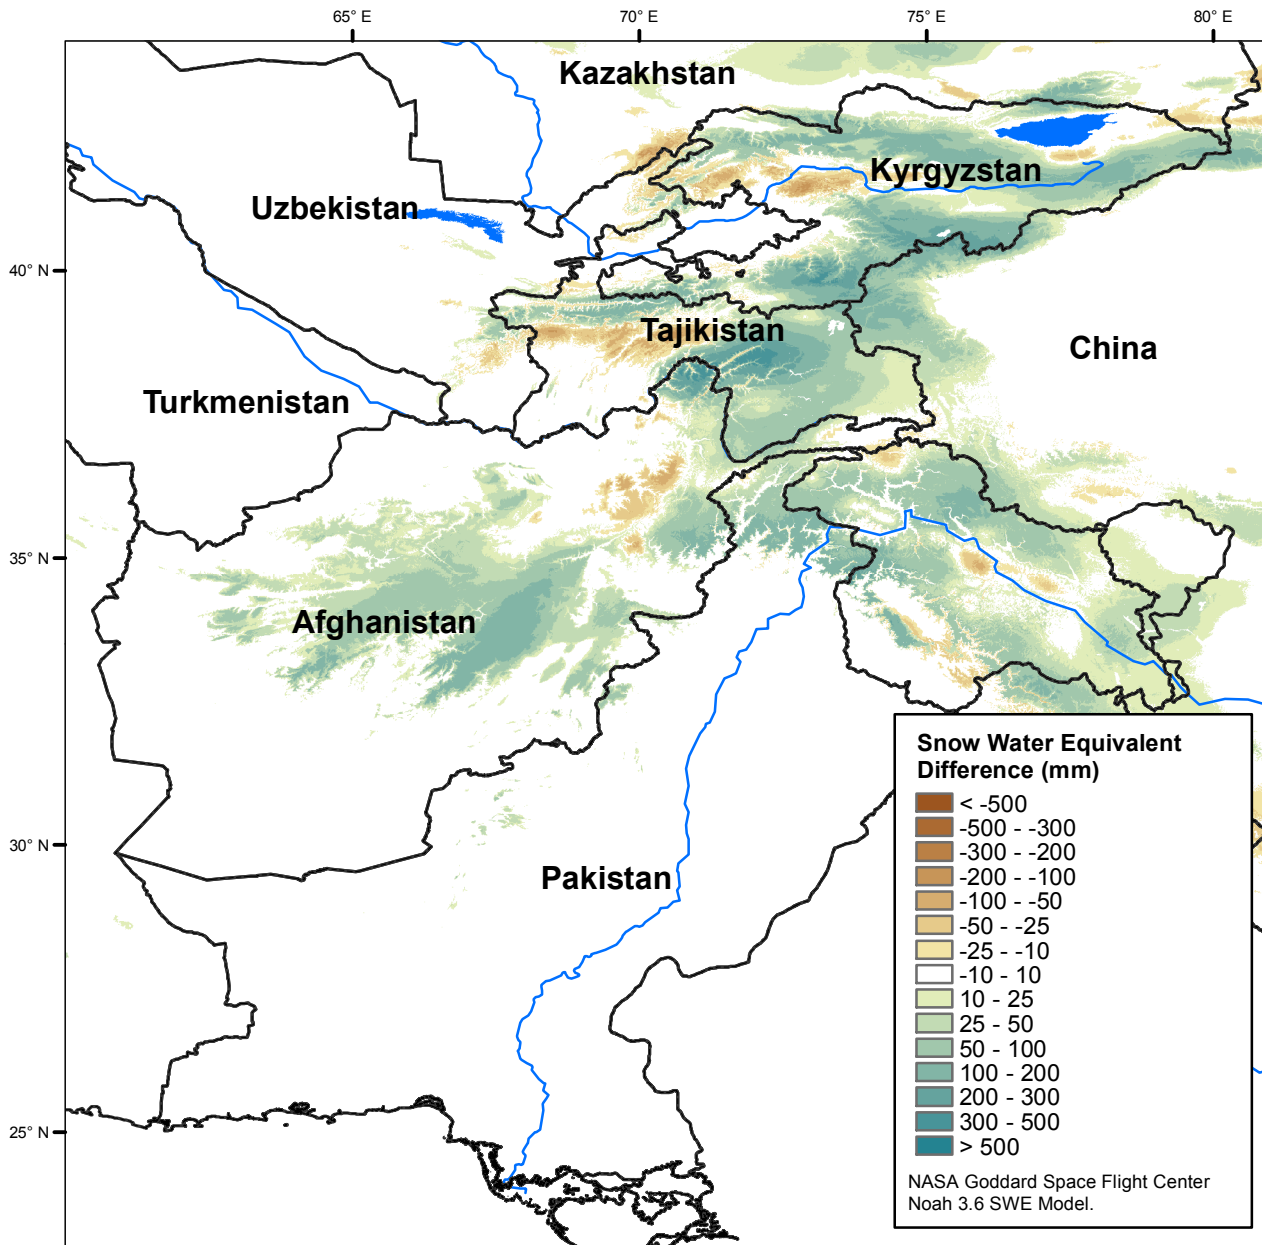 65° E
70° E
75° E
80° E
Kazakhstan
Kyrgyzstan
Uzbekistan
40° N
Tajikistan
China
Turkmenistan
35° N
Afghanistan
30° N
Pakistan
25° N
Snow Water Equivalent
Difference (mm)
< -500
-500 - -300
-300 - -200
-200 - -100
-100 - -50
-50 - -25
-25 - -10
-10 - 10
10 - 25
25 - 50
50 - 100
100 - 200
200 - 300
300 - 500
> 500
NASA Goddard Space Flight Center
Noah 3.6 SWE Model.